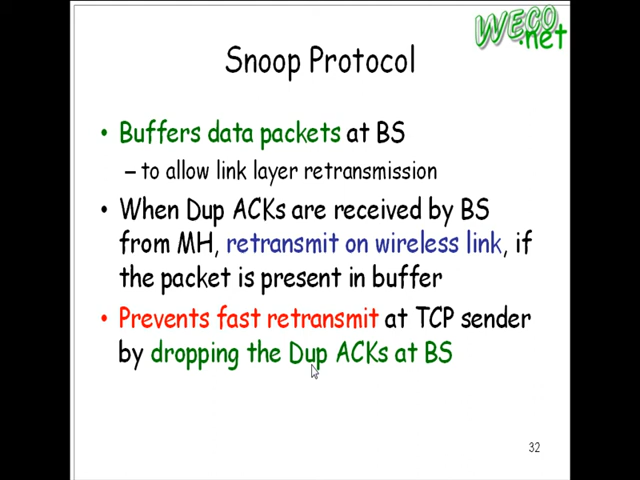 WECO
.net
Snoop Protocol
• Buffers data packets at BS
– to allow link layer retransmission
• When Dup ACKs are received by BS
from MH, retransmit on wireless link, if
the packet is present in buffer
• Prevents fast retransmit at TCP sender
by dropping the Dup ACKs at BS
32